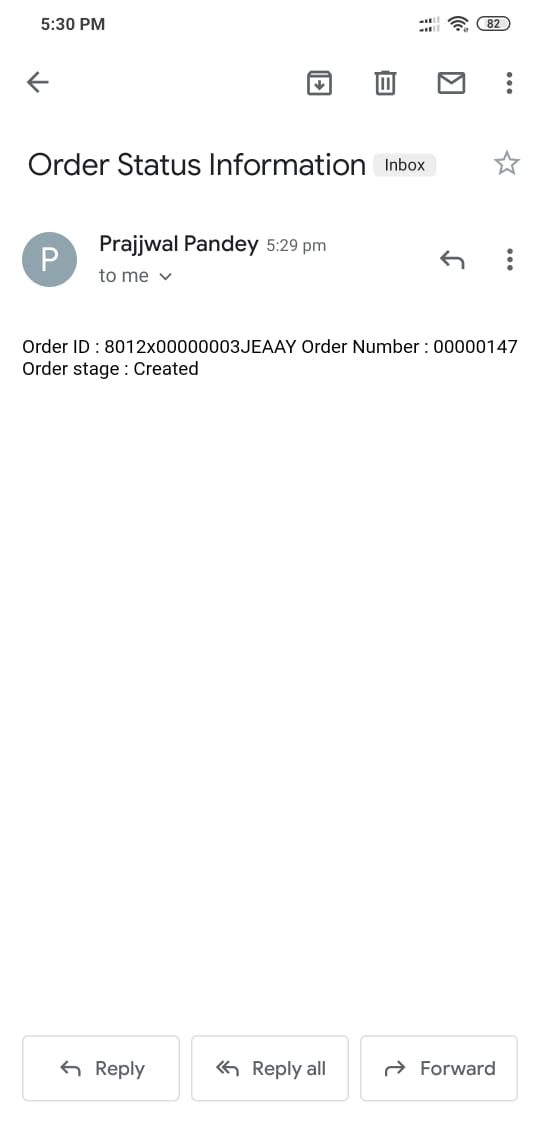 5:30 PM 82
Order Status Information Inbox
P
Prajjwal Pandey 5:29 pm
to me
Order ID : 8012x00000003JEAAY Order Number : 00000147
Order stage : Created
Reply Reply all Forward